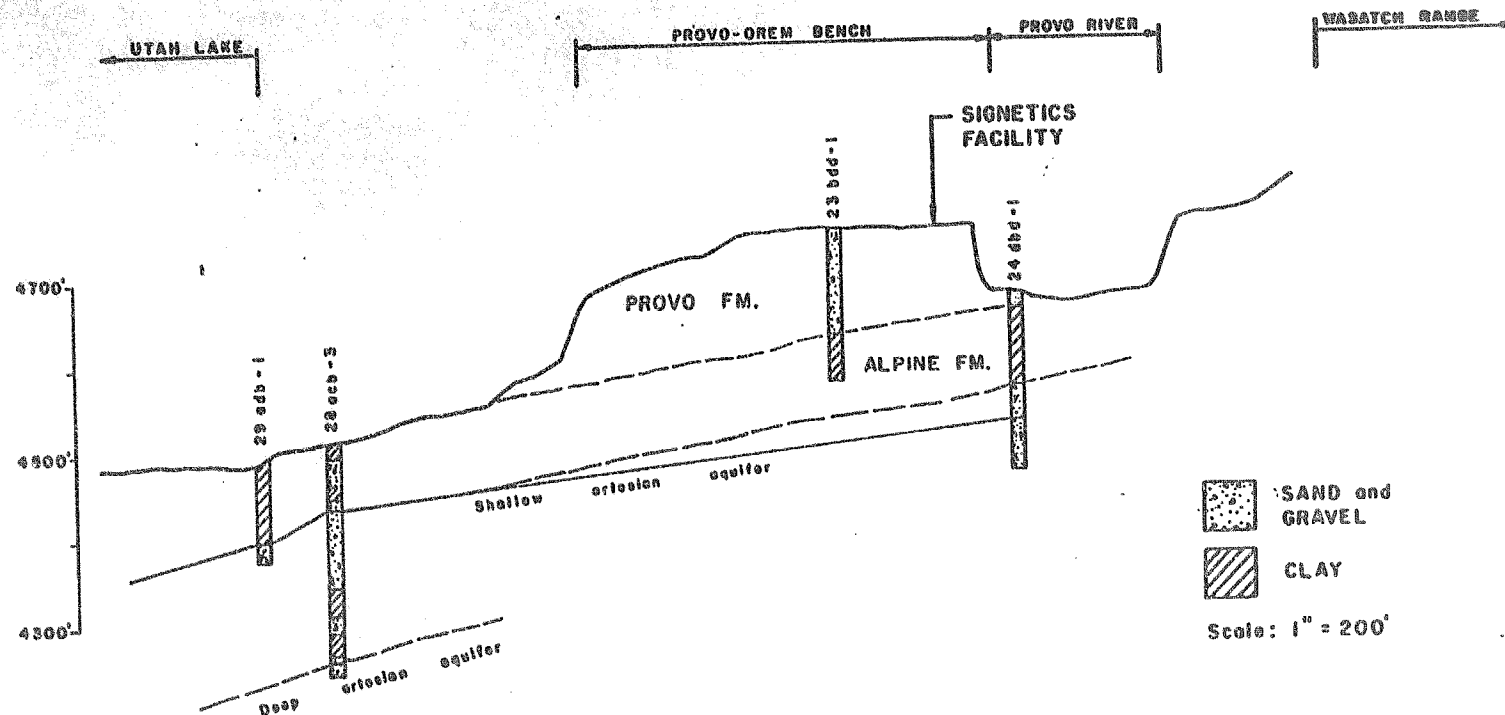 UTAH LAKE
PROVO-OREM BENCH
PROVO RIVER
WASATCH RANGE
SIGNETICS
FACILITY
23 bdd-1
24 dbd-1
4700'
PROVO FM.
29 adb-1
28 acb-3
ALPINE FM.
4500'
Shallow artesian aquifer
SAND and
GRAVEL
CLAY
4300'
Scale: 1" = 200'
Deep artesian aquifer